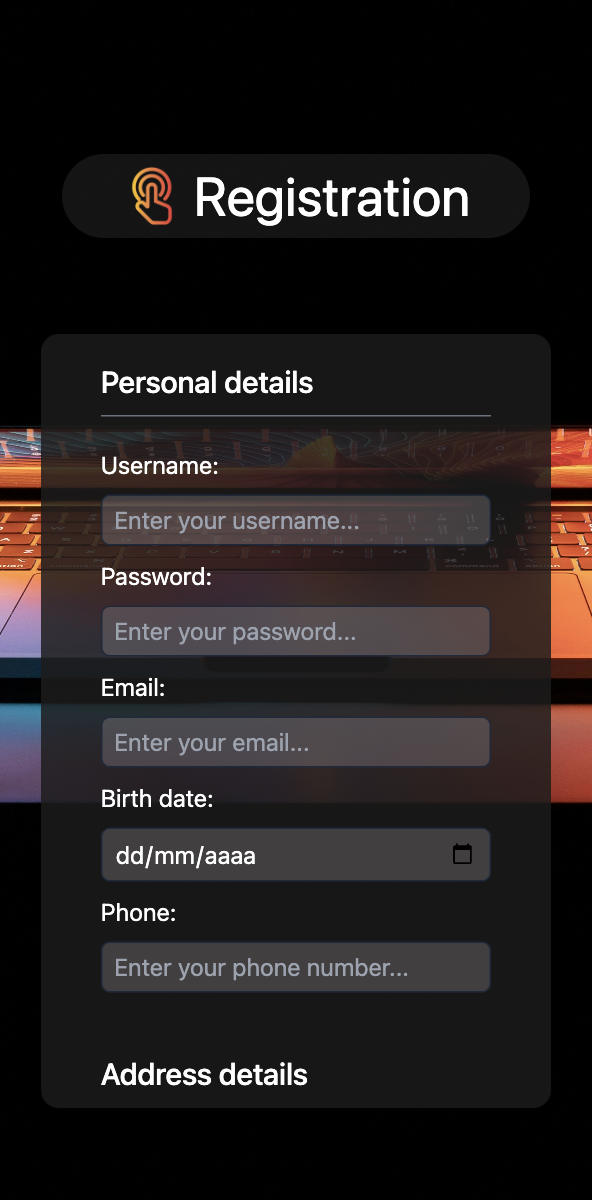 Registration
Personal details
Username:
Enter your username...
Password:
Enter your password...
Email:
Enter your email...
Birth date:
dd/mm/aaaa
Phone:
Enter your phone number...
Address details